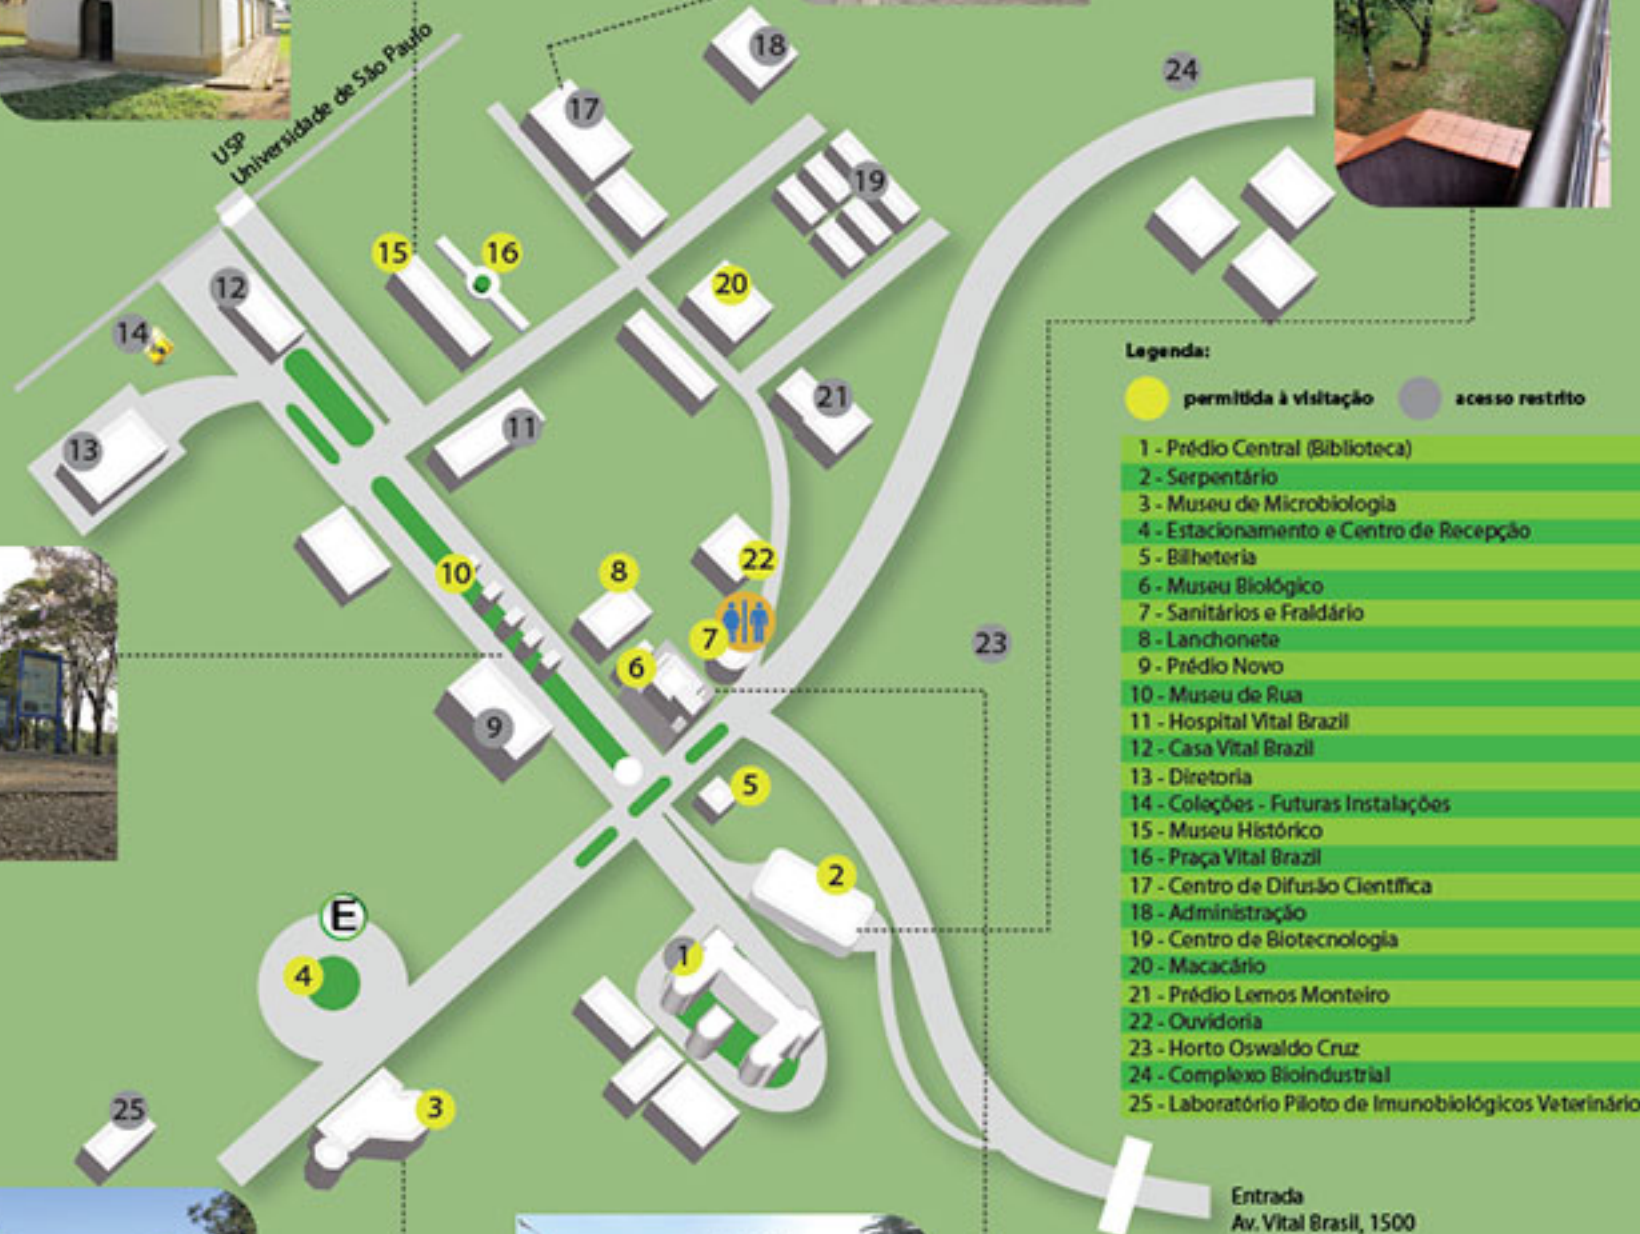 USP
Universidade de São Paulo
18
24
17
19
15
16
12
20
14
21
11
13
10
8
22
7
6
23
9
5
2
E
1
4
3
25
Legenda:
permitida à visitação
acesso restrito
1 - Prédio Central (Biblioteca)
2 - Serpentário
3 - Museu de Microbiologia
4 - Estacionamento e Centro de Recepção
5 - Bilheteria
6 - Museu Biológico
7 - Sanitários e Fraldário
8 - Lanchonete
9 - Prédio Novo
10 - Museu de Rua
11 - Hospital Vital Brazil
12 - Casa Vital Brazil
13 - Diretoria
14 - Coleções - Futuras Instalações
15 - Museu Histórico
16 - Praça Vital Brazil
17 - Centro de Difusão Científica
18 - Administração
19 - Centro de Biotecnologia
20 - Macacário
21 - Prédio Lemos Monteiro
22 - Ouvidoria
23 - Horto Oswaldo Cruz
24 - Complexo Bioindustrial
25 - Laboratório Piloto de Imunobiológicos Veterinário
Entrada
Av. Vital Brasil, 1500